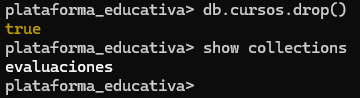 plataforma_educativa> db.cursos.drop()
true
plataforma_educativa> show collections
evaluaciones
plataforma_educativa>